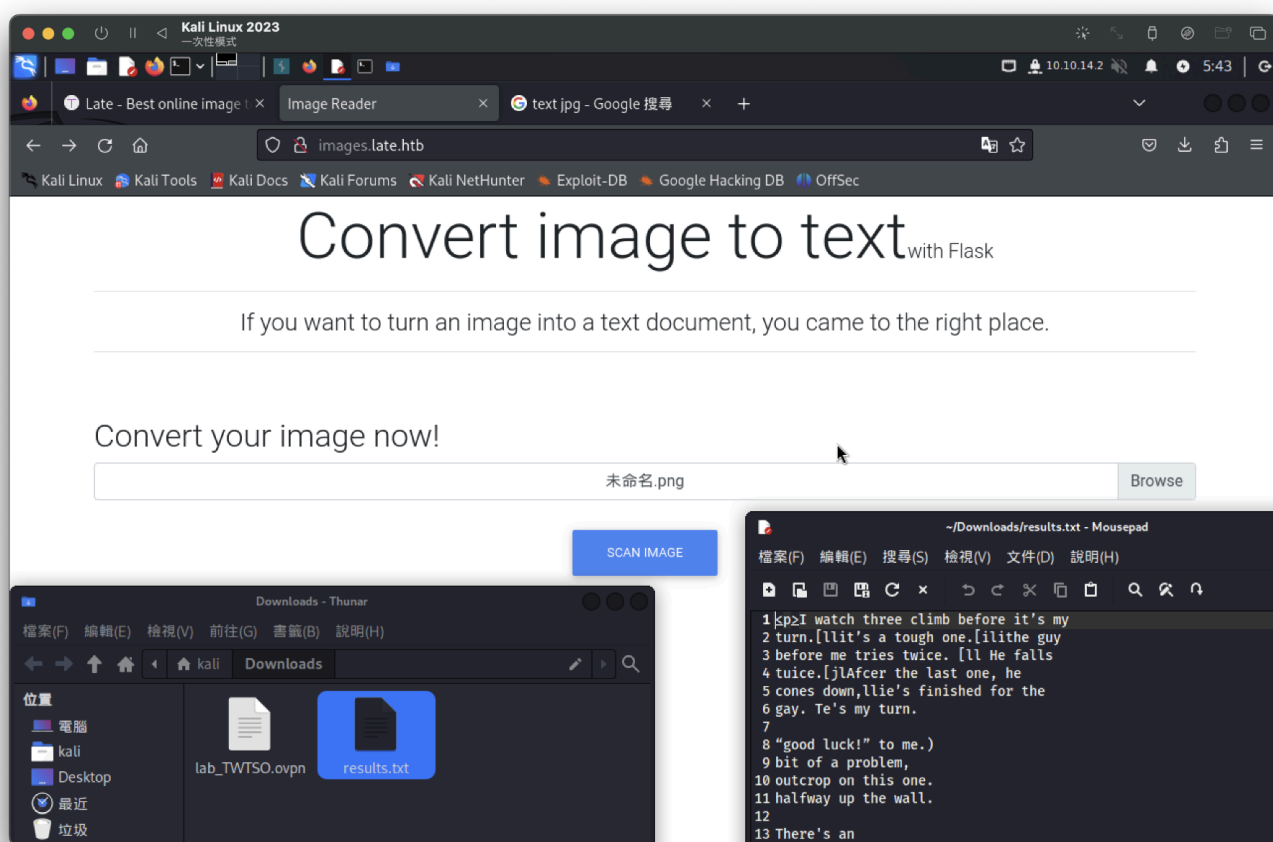 Kali Linux 2023
一次性模式
10.10.14.2
5:43
Late - Best online image t
Image Reader
text jpg - Google 搜尋
images.late.htb
Kali Linux
Kali Tools
Kali Docs
Kali Forums
Kali NetHunter
Exploit-DB
Google Hacking DB
OffSec
Convert image to text with Flask
If you want to turn an image into a text document, you came to the right place.
Convert your image now!
未命名.png
Browse
SCAN IMAGE
Downloads - Thunar
檔案(F) 編輯(E) 檢視(V) 前往(G) 書籤(B) 說明(H)
kali
Downloads
位置
電腦
kali
Desktop
最近
垃圾
lab_TWTSO.ovpn
results.txt
~/Downloads/results.txt - Mousepad
檔案(F) 編輯(E) 搜尋(S) 檢視(V) 文件(D) 說明(H)
1 <p>I watch three climb before it's my
2 turn.[llit's a tough one.[ilithe guy
3 before me tries twice. [ll He falls
4 tuice.[jlAfcer the last one, he
5 cones down,llie's finished for the
6 gay. Te's my turn.
7
8 “good luck!” to me.)
9 bit of a problem,
10 outcrop on this one.
11 halfway up the wall.
12
13 There's an